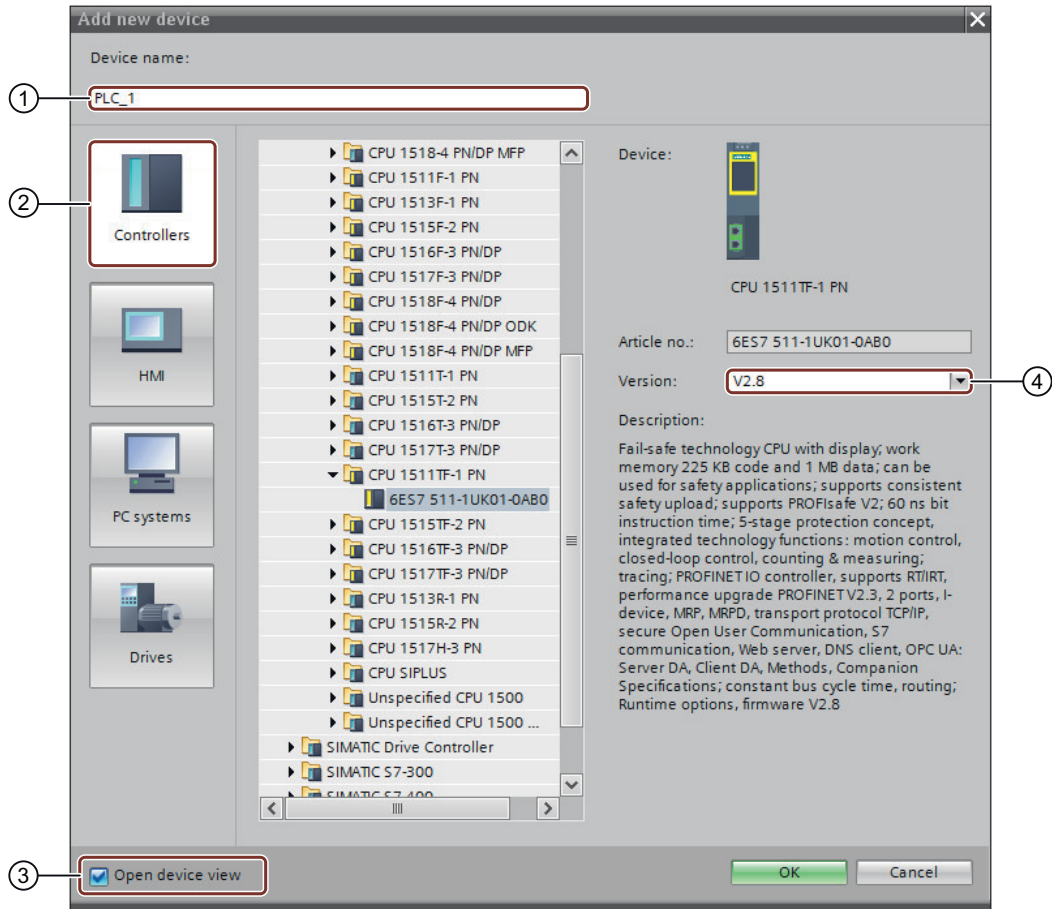 Add new device
Device name:
1
PLC_1
2
Controllers
HMI
PC systems
Drives
CPU 1518-4 PN/DP MFP
CPU 1511F-1 PN
CPU 1513F-1 PN
CPU 1515F-2 PN
CPU 1516F-3 PN/DP
CPU 1517F-3 PN/DP
CPU 1518F-4 PN/DP
CPU 1518F-4 PN/DP ODK
CPU 1518F-4 PN/DP MFP
CPU 1511T-1 PN
CPU 1515T-2 PN
CPU 1516T-3 PN/DP
CPU 1517T-3 PN/DP
CPU 1511TF-1 PN
6ES7 511-1UK01-0AB0
CPU 1515TF-2 PN
CPU 1516TF-3 PN/DP
CPU 1517TF-3 PN/DP
CPU 1513R-1 PN
CPU 1515R-2 PN
CPU 1517H-3 PN
CPU SIPLUS
Unspecified CPU 1500
Unspecified CPU 1500 ...
SIMATIC Drive Controller
SIMATIC S7-300
SIMATIC S7-400
Device:
CPU 1511TF-1 PN
Article no.: 6ES7 511-1UK01-0AB0
Version: V2.8
4
Description:
Fail-safe technology CPU with display; work
memory 225 KB code and 1 MB data; can be
used for safety applications; supports consistent
safety upload; supports PROFIsafe V2; 60 ns bit
instruction time; 5-stage protection concept,
integrated technology functions: motion control,
closed-loop control, counting & measuring;
tracing; PROFINET IO controller, supports RT/IRT,
performance upgrade PROFINET V2.3, 2 ports, I-
device, MRP, MRPD, transport protocol TCP/IP,
secure Open User Communication, S7
communication, Web server, DNS client, OPC UA:
Server DA, Client DA, Methods, Companion
Specifications; constant bus cycle time, routing;
Runtime options, firmware V2.8
3
Open device view
OK
Cancel